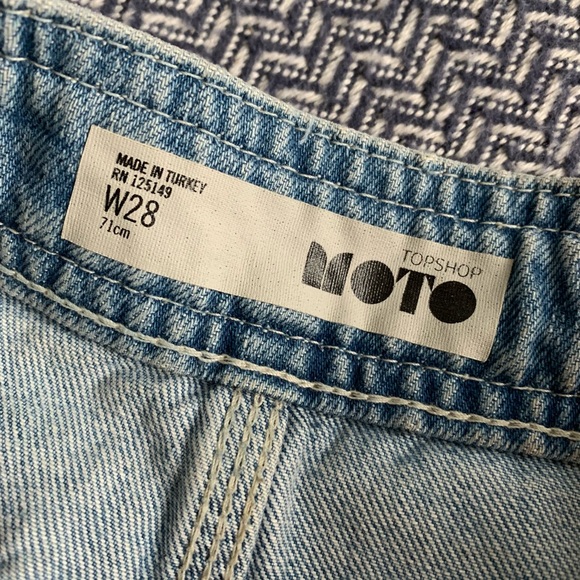 MADE IN TURKEY
RN 125149
W28
71cm
TOPSHOP
MOTO